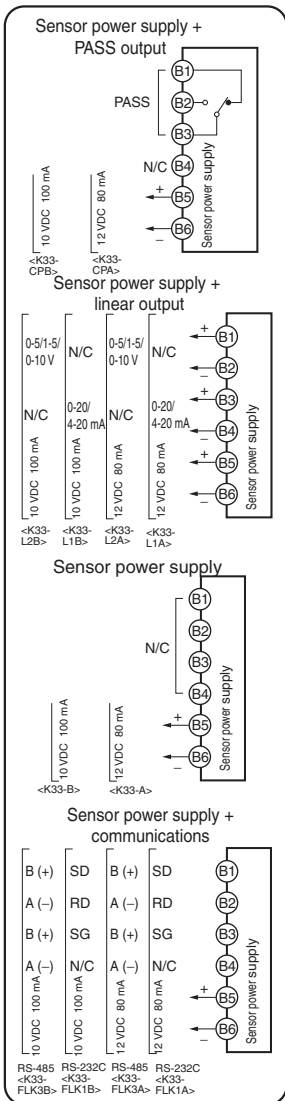 Sensor power supply +
PASS output
B1
PASS
B2
B3
N/C
B4
+
B5
−
B6
Sensor power supply
10 VDC 100 mA
12 VDC 80 mA
<K33-
CPB>
<K33-
CPA>
Sensor power supply +
linear output
0-5/1-5/
0-10 V
N/C
0-5/1-5/
0-10 V
N/C
N/C
0-20/
4-20 mA
N/C
0-20/
4-20 mA
10 VDC 100 mA
10 VDC 100 mA
12 VDC 80 mA
12 VDC 80 mA
+
B1
−
B2
+
B3
−
B4
+
B5
−
B6
Sensor power supply
<K33-
L2B>
<K33-
L1B>
<K33-
L2A>
<K33-
L1A>
Sensor power supply
B1
B2
N/C
B3
B4
+
B5
−
B6
Sensor power supply
10 VDC 100 mA
12 VDC 80 mA
<K33-B>
<K33-A>
Sensor power supply +
communications
B (+) SD B (+) SD B1
A (−) RD A (−) RD B2
B (+) SG B (+) SG B3
A (−) N/C A (−) N/C B4
10 VDC 100 mA
10 VDC 100 mA
12 VDC 80 mA
12 VDC 80 mA
+
B5
−
B6
Sensor power supply
RS-485
<K33-
FLK3B>
RS-232C
<K33-
FLK1B>
RS-485
<K33-
FLK3A>
RS-232C
<K33-
FLK1A>